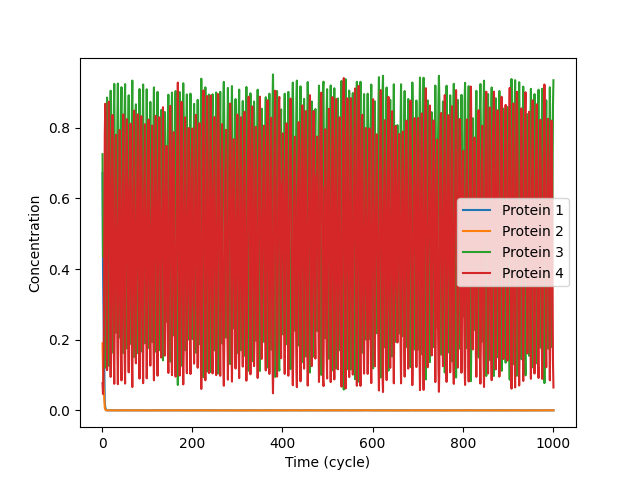 0.8
0.6
0.4
0.2
0.0
Concentration
0 200 400 600 800 1000
Time (cycle)
Protein 1
Protein 2
Protein 3
Protein 4